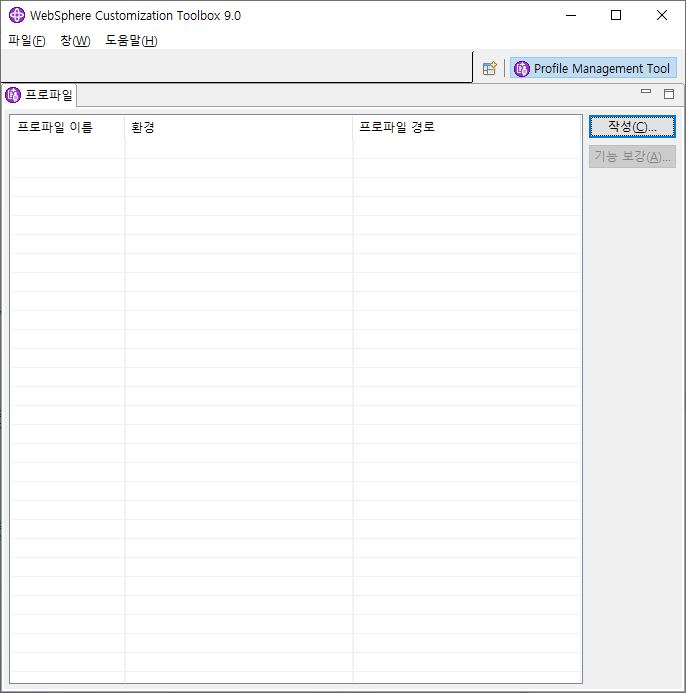 WebSphere Customization Toolbox 9.0
파일(F) 창(W) 도움말(H)
Profile Management Tool
프로파일
프로파일 이름 환경 프로파일 경로
작성(C)...
기능 보강(A)...